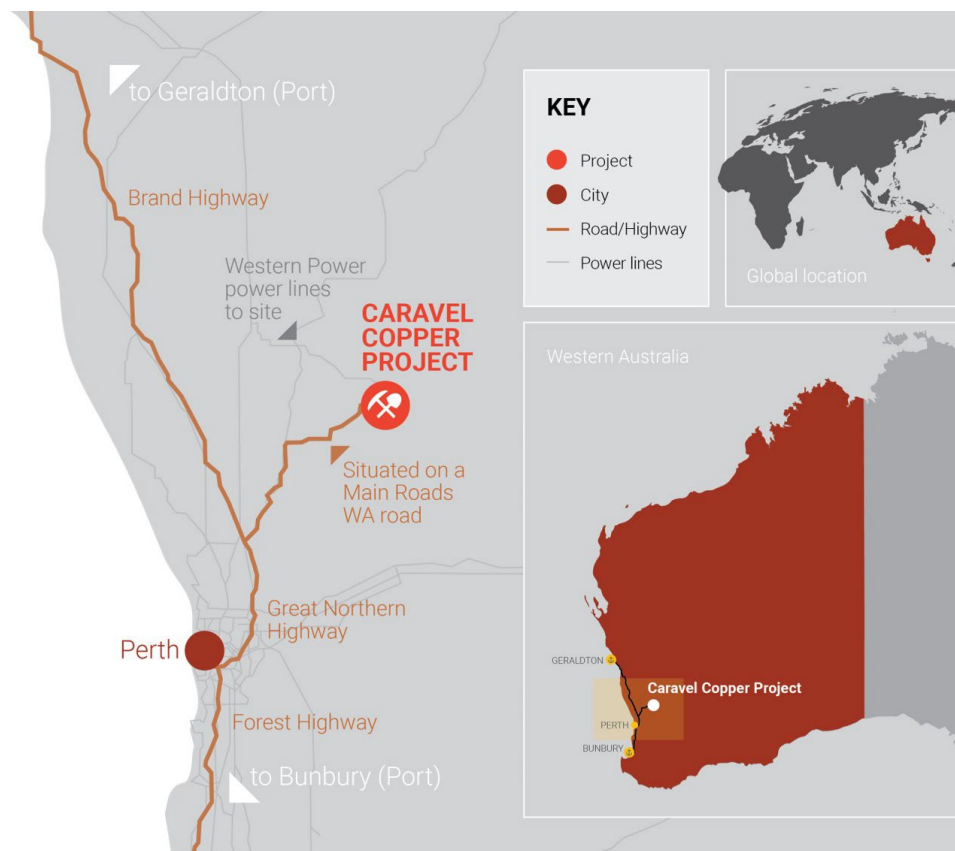 to Geraldton (Port)
Brand Highway
Western Power
power lines
to site
CARAVEL
COPPER
PROJECT
Situated on a
Main Roads
WA road
Great Northern
Highway
Perth
Forest Highway
to Bunbury (Port)
KEY
Project
City
Road/Highway
Power lines
Global location
Western Australia
GERALDTON
Caravel Copper Project
PERTH
BUNBURY